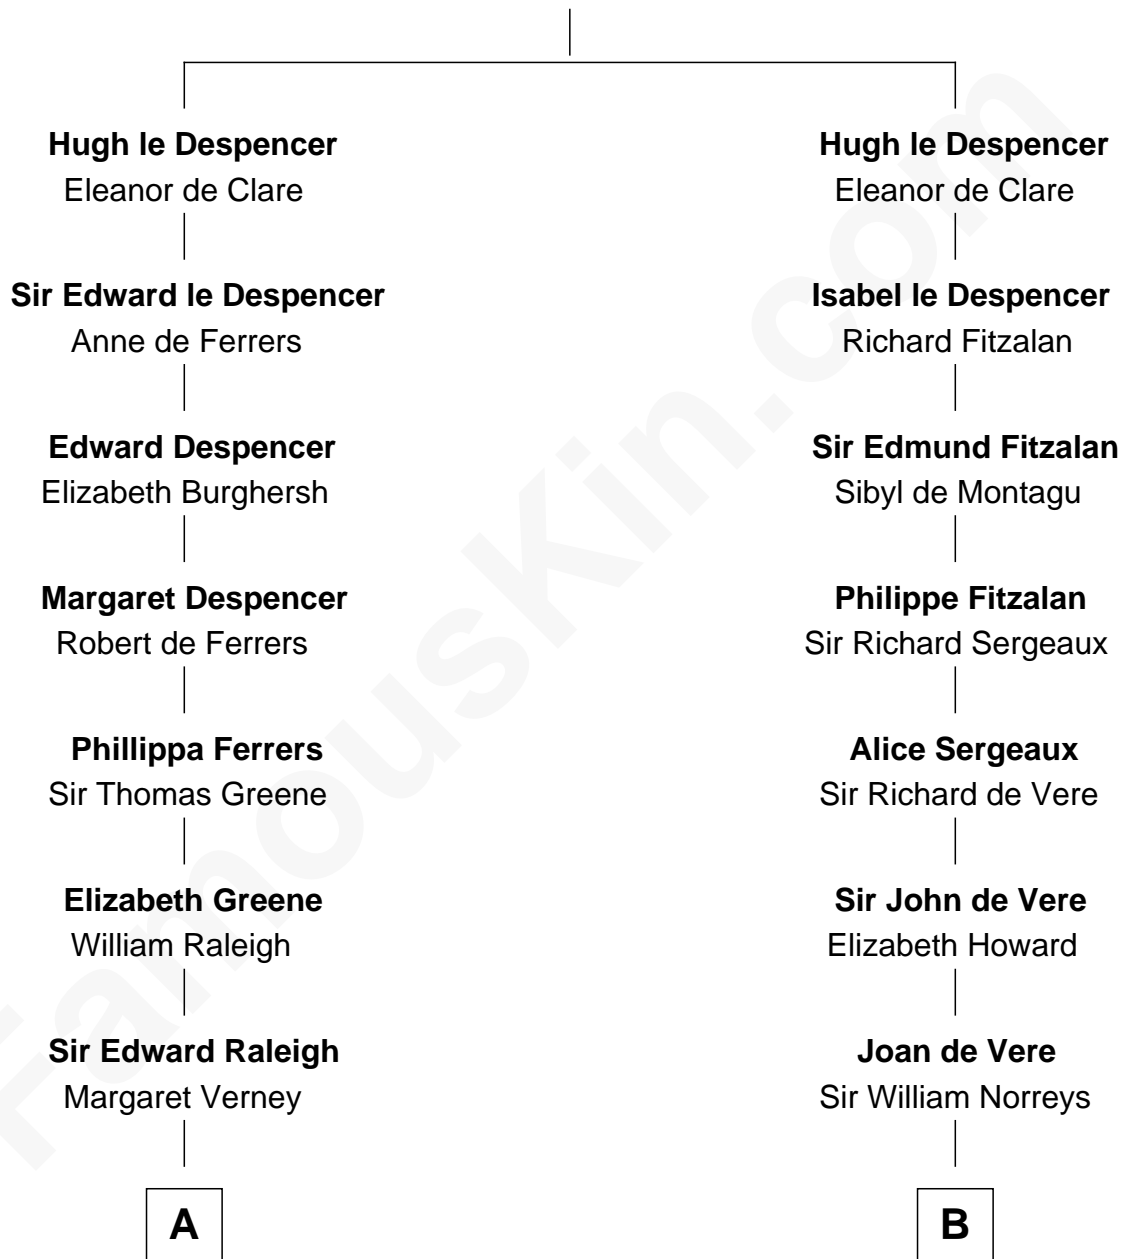 Hugh le Despencer
Eleanor de Clare
Sir Edward le Despencer
Anne de Ferrers
Edward Despencer
Elizabeth Burghersh
Margaret Despencer
Robert de Ferrers
Phillippa Ferrers
Sir Thomas Greene
Elizabeth Greene
William Raleigh
Sir Edward Raleigh
Margaret Verney
A
Hugh le Despencer
Eleanor de Clare
Isabel le Despencer
Richard Fitzalan
Sir Edmund Fitzalan
Sibyl de Montagu
Philippe Fitzalan
Sir Richard Sergeaux
Alice Sergeaux
Sir Richard de Vere
Sir John de Vere
Elizabeth Howard
Joan de Vere
Sir William Norreys
B
FamousKin.com